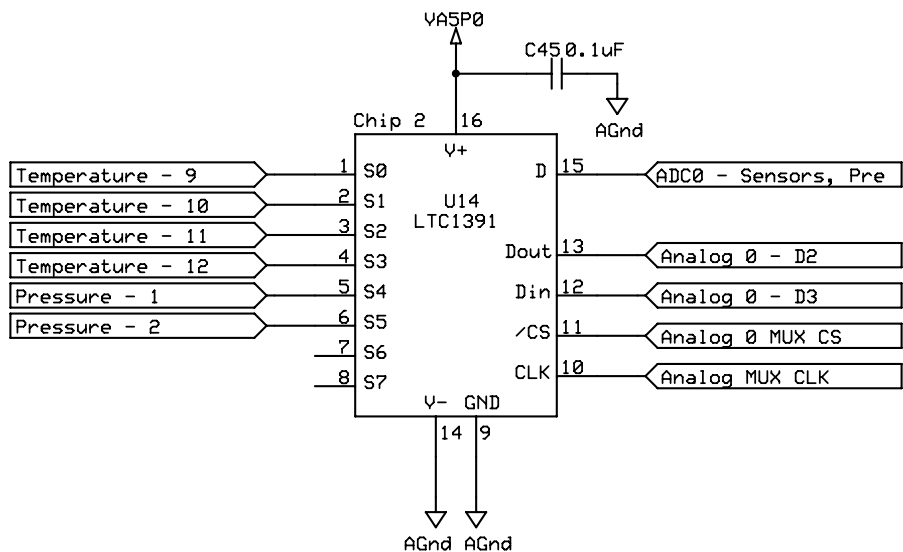 VA5P0
C45 0.1uF
AGnd
Chip 2
16
V+
Temperature - 9
1
S0
D
15
ADC0 - Sensors, Pre
Temperature - 10
2
S1
U14
Temperature - 11
3
S2
LTC1391
Temperature - 12
4
S3
Dout
13
Analog 0 - D2
Pressure - 1
5
S4
Din
12
Analog 0 - D3
Pressure - 2
6
S5
/CS
11
Analog 0 MUX CS
7
S6
CLK
10
Analog MUX CLK
8
S7
V-
GND
14
9
AGnd
AGnd